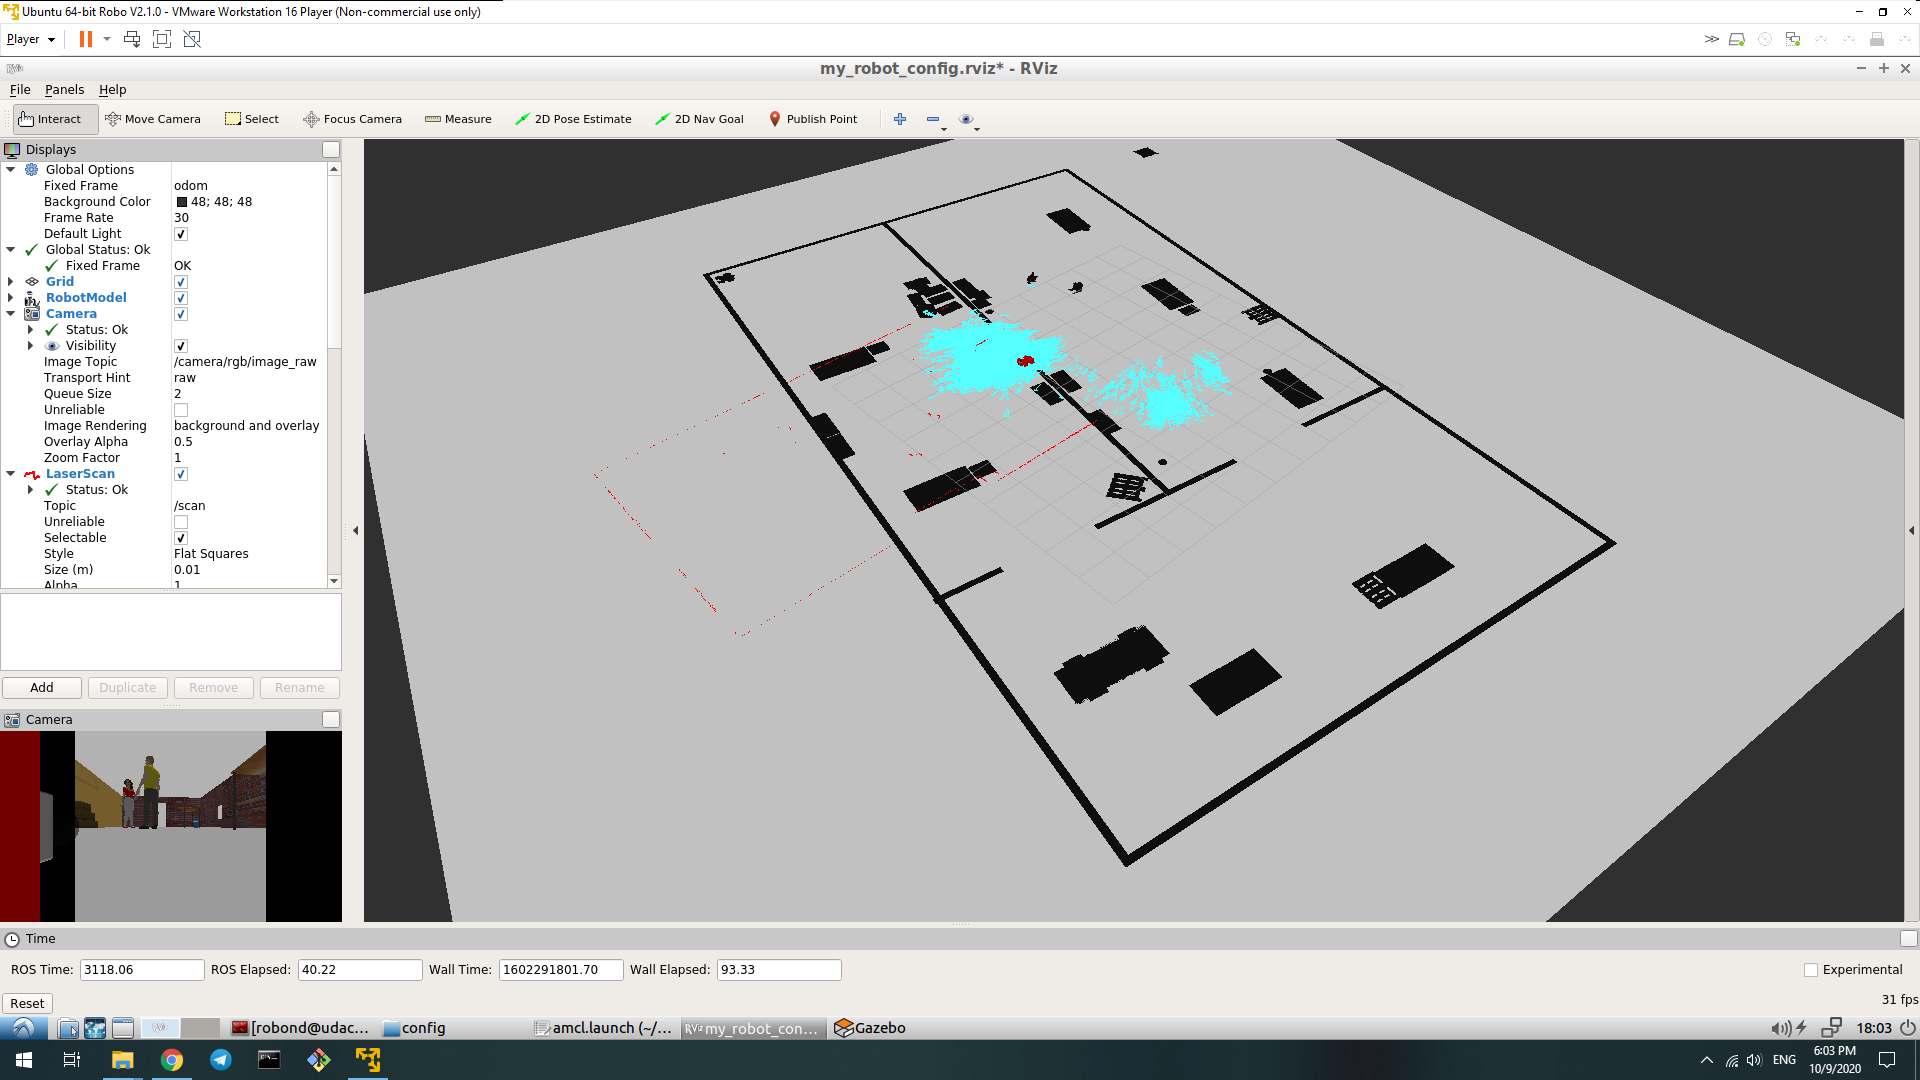 Ubuntu 64-bit Robo V2.1.0 - VMware Workstation 16 Player (Non-commercial use only)
Player
my_robot_config.rviz* - RViz
File Panels Help
Interact Move Camera Select Focus Camera Measure 2D Pose Estimate 2D Nav Goal Publish Point
Displays
Global Options
Fixed Frame odom
Background Color 48; 48; 48
Frame Rate 30
Default Light
Global Status: Ok
Fixed Frame OK
Grid
RobotModel
Camera
Status: Ok
Visibility
Image Topic /camera/rgb/image_raw
Transport Hint raw
Queue Size 2
Unreliable
Image Rendering background and overlay
Overlay Alpha 0.5
Zoom Factor 1
LaserScan
Status: Ok
Topic /scan
Unreliable
Selectable
Style Flat Squares
Size (m) 0.01
Alpha 1
Add Duplicate Remove Rename
Camera
Time
ROS Time: 3118.06 ROS Elapsed: 40.22 Wall Time: 1602291801.70 Wall Elapsed: 93.33 Experimental
Reset 31 fps
[robond@udac... config amcl.launch (~/... my_robot_con... Gazebo 18:03
ENG 6:03 PM
10/9/2020